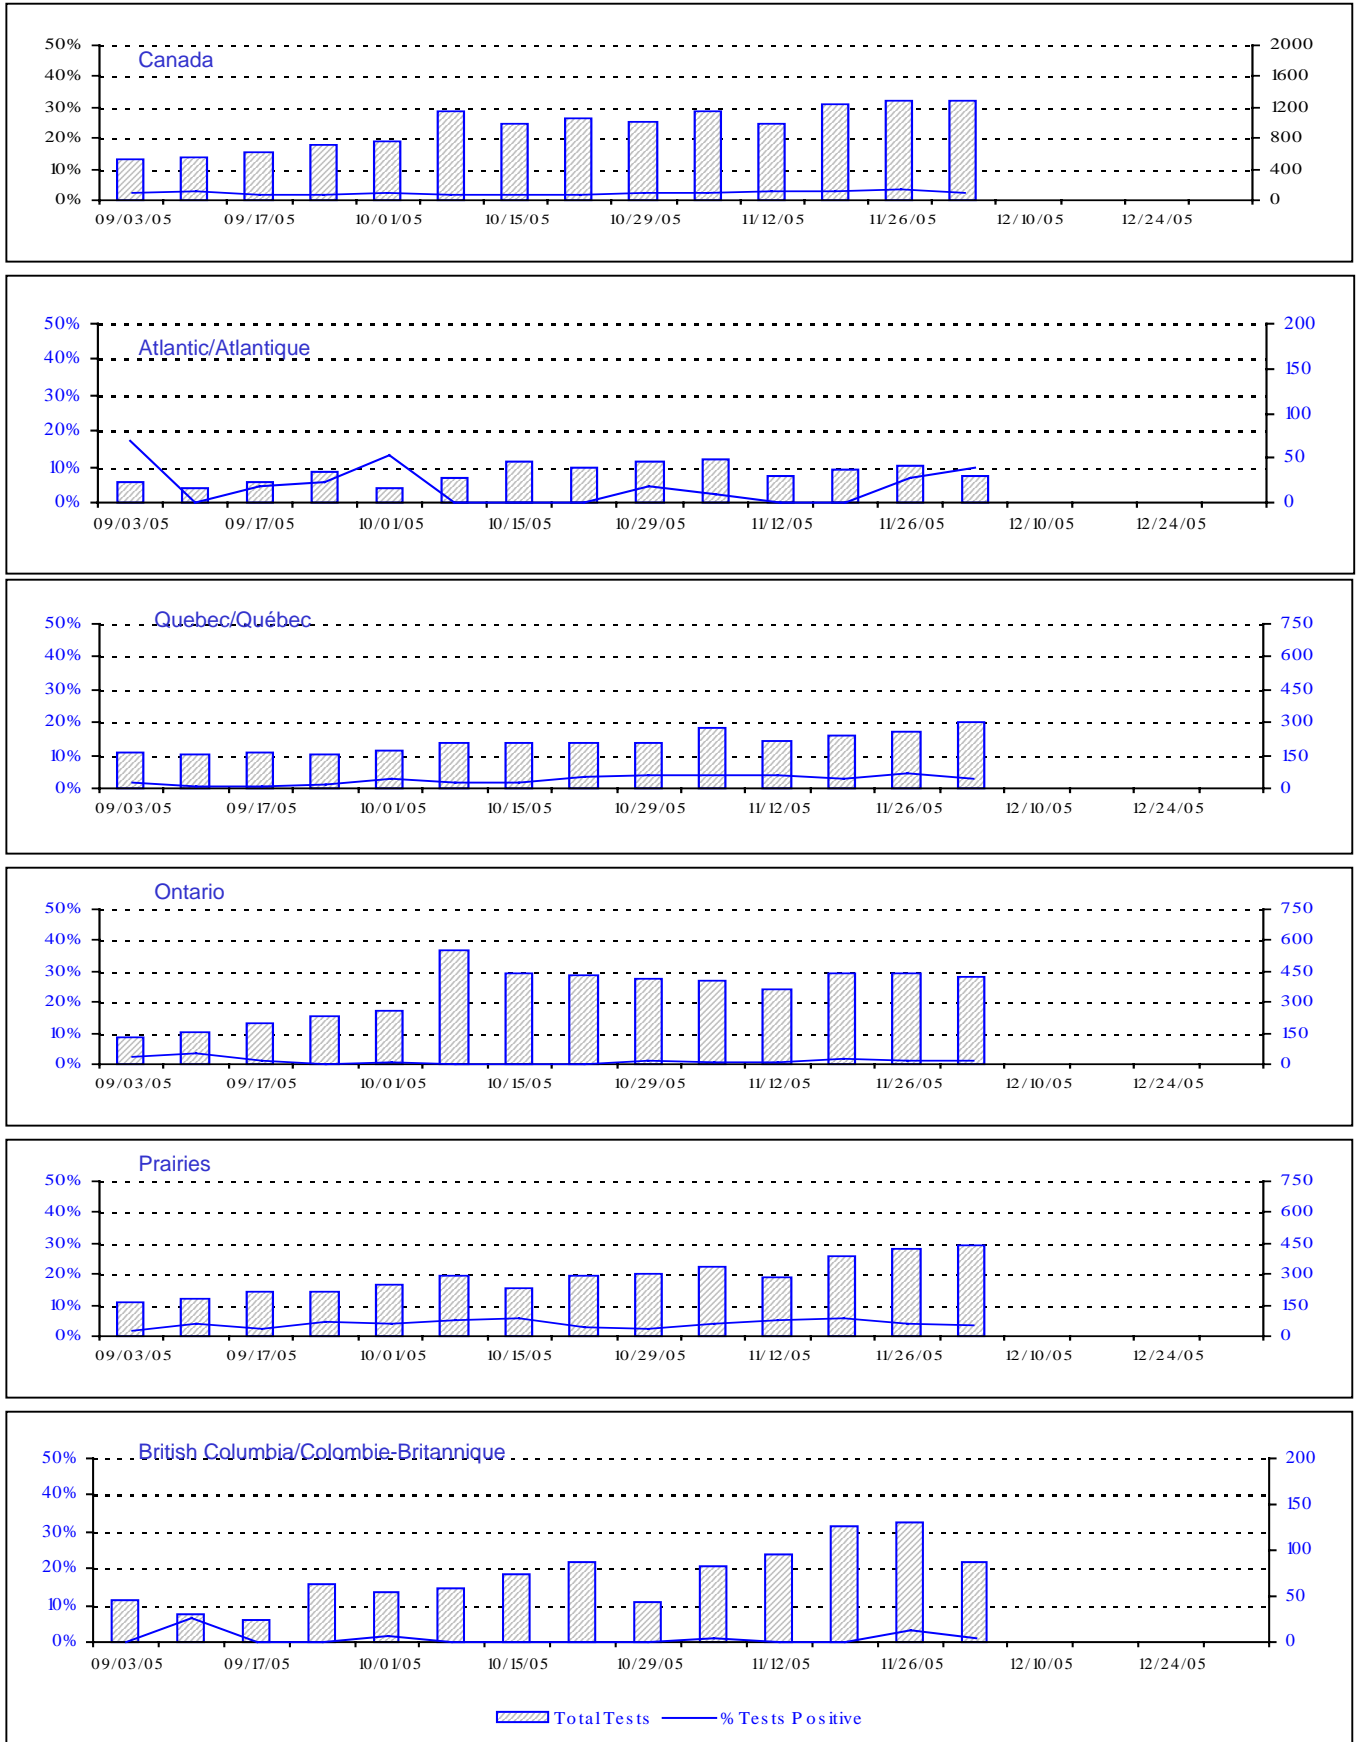 Canada
50% 2000
40% 1600
30% 1200
20% 800
10% 400
0% 0
09/03/05 09/17/05 10/01/05 10/15/05 10/29/05 11/12/05 11/26/05 12/10/05 12/24/05
50% 200
Atlantic/Atlantique
40% 150
30% 100
20%
10% 50
0% 0
09/03/05 09/17/05 10/01/05 10/15/05 10/29/05 11/12/05 11/26/05 12/10/05 12/24/05
Quebec/Québec
50% 750
40% 600
30% 450
20% 300
10% 150
0% 0
09/03/05 09/17/05 10/01/05 10/15/05 10/29/05 11/12/05 11/26/05 12/10/05 12/24/05
Ontario
50% 750
40% 600
30% 450
20% 300
10% 150
0% 0
09/03/05 09/17/05 10/01/05 10/15/05 10/29/05 11/12/05 11/26/05 12/10/05 12/24/05
Prairies
50% 750
40% 600
30% 450
20% 300
10% 150
0% 0
09/03/05 09/17/05 10/01/05 10/15/05 10/29/05 11/12/05 11/26/05 12/10/05 12/24/05
British Columbia/Colombie-Britannique
50% 200
40% 150
30% 100
20%
10% 50
0% 0
09/03/05 09/17/05 10/01/05 10/15/05 10/29/05 11/12/05 11/26/05 12/10/05 12/24/05
Total Tests % Tests Positive